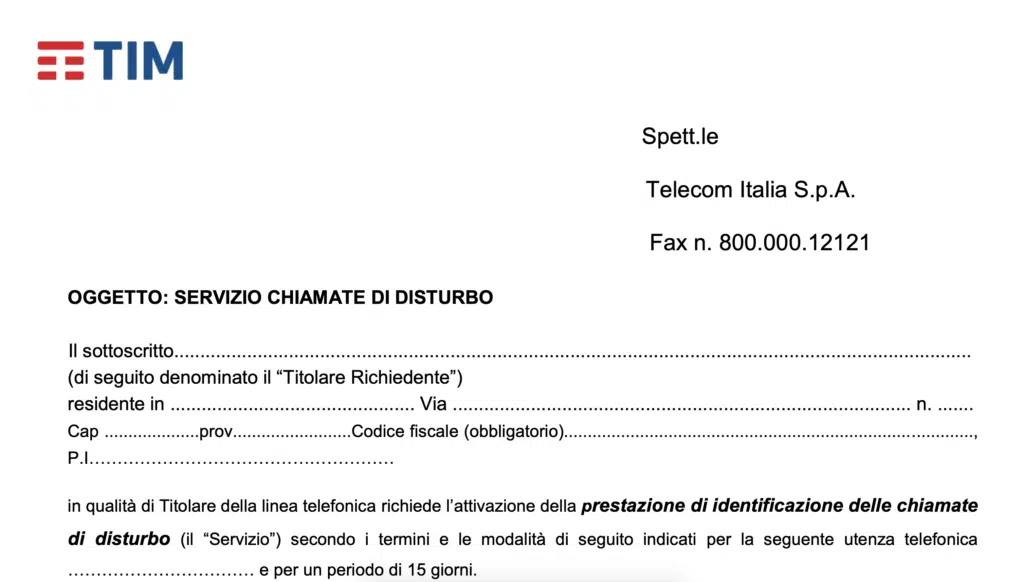 TIM
Spett.le
Telecom Italia S.p.A.
Fax n. 800.000.12121
OGGETTO: SERVIZIO CHIAMATE DI DISTURBO
Il sottoscritto..........................................................................................................................................................
(di seguito denominato il “Titolare Richiedente”)
residente in ............................................... Via ........................................................................................ n. .......
Cap ....................prov.........................Codice fiscale (obbligatorio)......................................................................................,
P.I.………………………………………………
in qualità di Titolare della linea telefonica richiede l’attivazione della prestazione di identificazione delle chiamate
di disturbo (il “Servizio”) secondo i termini e le modalità di seguito indicati per la seguente utenza telefonica
…………………………… e per un periodo di 15 giorni.